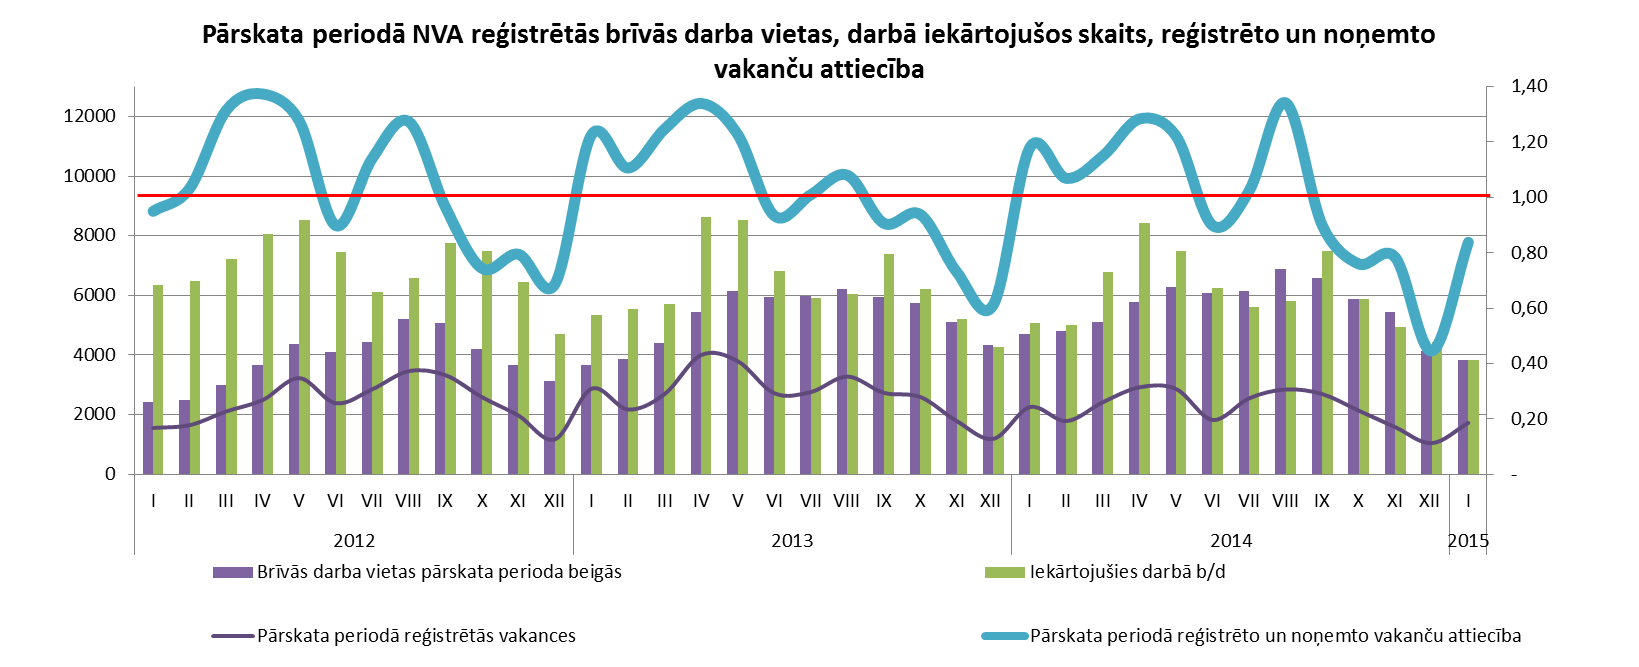 Pārskata periodā NVA reģistrētās brīvās darba vietas, darbā iekārtojušos skaits, reģistrēto un noņemto
vakanču attiecība
12000
10000
8000
6000
4000
2000
0
1,40
1,20
1,00
0,80
0,60
0,40
0,20
-
I II III IV V VI VII VIII IX X XI XII I II III IV V VI VII VIII IX X XI XII I II III IV V VI VII VIII IX X XI XII I
2012 2013 2014 2015
Brīvās darba vietas pārskata perioda beigās
Iekārtojušies darbā b/d
Pārskata periodā reģistrētās vakances
Pārskata periodā reģistrēto un noņemto vakanču attiecība